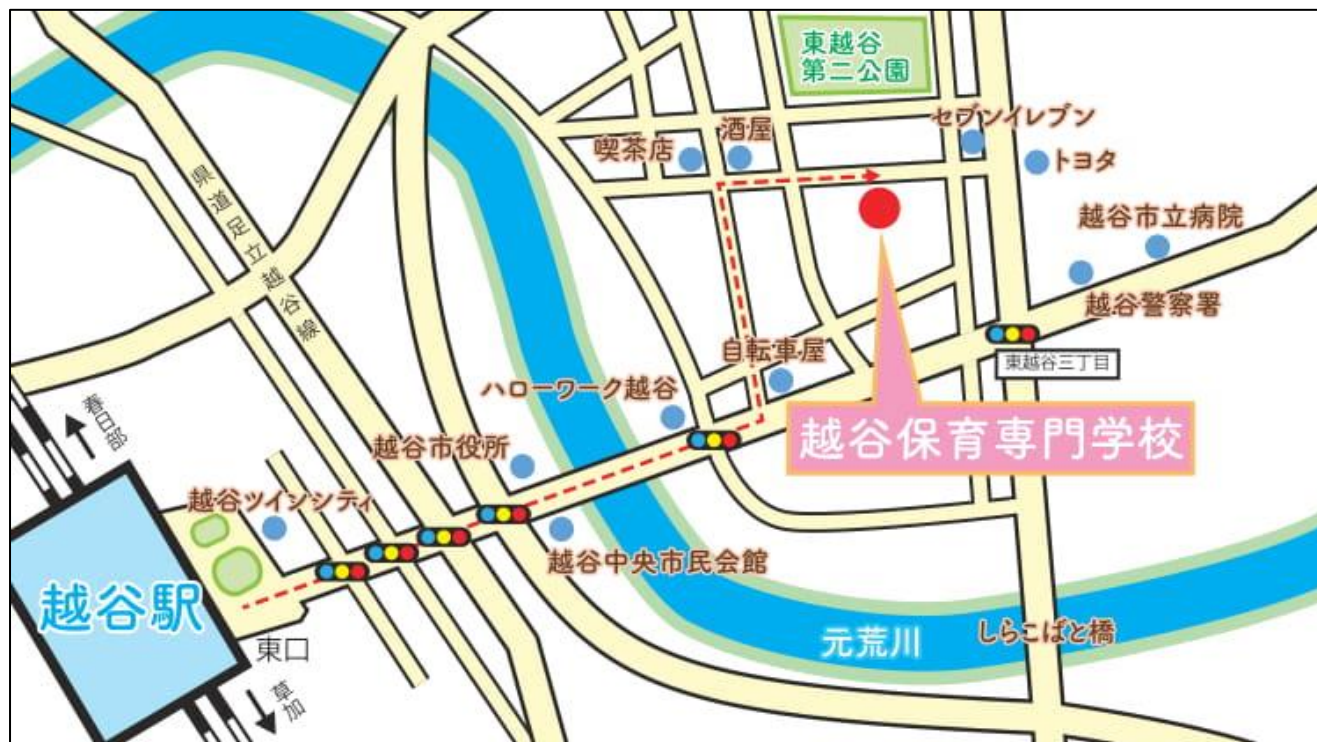 東越谷
第二公園
セブンイレブン
酒屋
喫茶店
トヨタ
県道足立越谷線
越谷市立病院
越谷警察署
自転車屋
東越谷三丁目
ハローワーク越谷
春日部
越谷保育専門学校
越谷市役所
越谷ツインシティ
越谷中央市民会館
越谷駅
しらこばと橋
元荒川
東口
草加